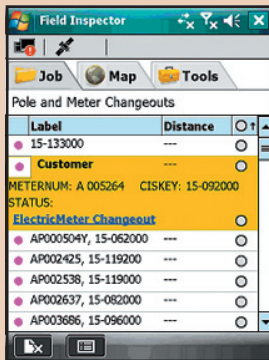 Field Inspector
Job Map Tools
Pole and Meter Changeouts
Label Distance
15-133000 ---
Customer ---
METERNUM: A 005264 CISKEY: 15-092000
STATUS:
ElectricMeter Changeout
AP000504Y, 15-062000 ---
AP002425, 15-119200 ---
AP002538, 15-119000 ---
AP002637, 15-082000 ---
AP003686, 15-096000 ---